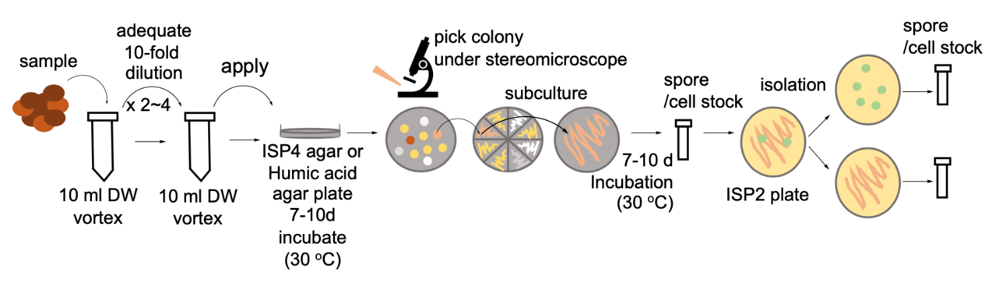 sample
adequate
10-fold
dilution
x 2~4
apply
10 ml DW
vortex
10 ml DW
vortex
ISP4 agar or
Humic acid
agar plate
7-10d
incubate
(30 ºC)
pick colony
under stereomicroscope
subculture
7-10 d
Incubation
(30 ºC)
spore
/cell stock
ISP2 plate
isolation
spore
/cell stock